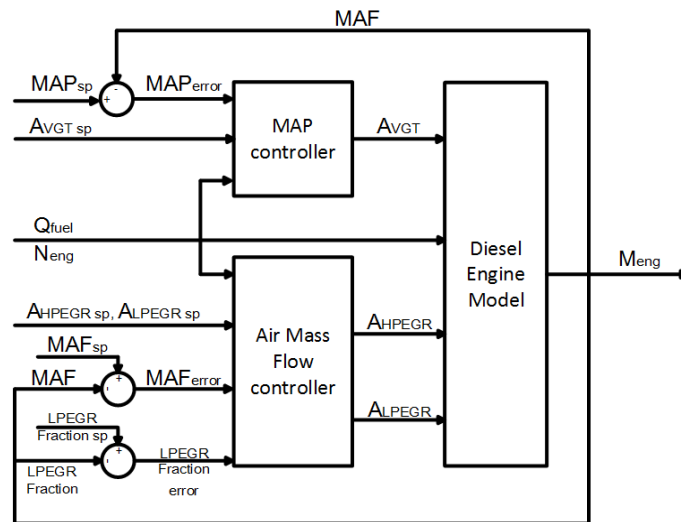 MAF
MAPsp
- 
+
MAPerror
AVGT sp
MAP
controller
AVGT
Qfuel
Neng
Diesel
Engine
Model
Meng
AHPEGR sp, ALPEGR sp
Air Mass
Flow
controller
AHPEGR
MAFsp
+
MAF
-
MAFerror
ALPEGR
LPEGR
Fraction sp
+
-
LPEGR
Fraction
LPEGR
Fraction
error